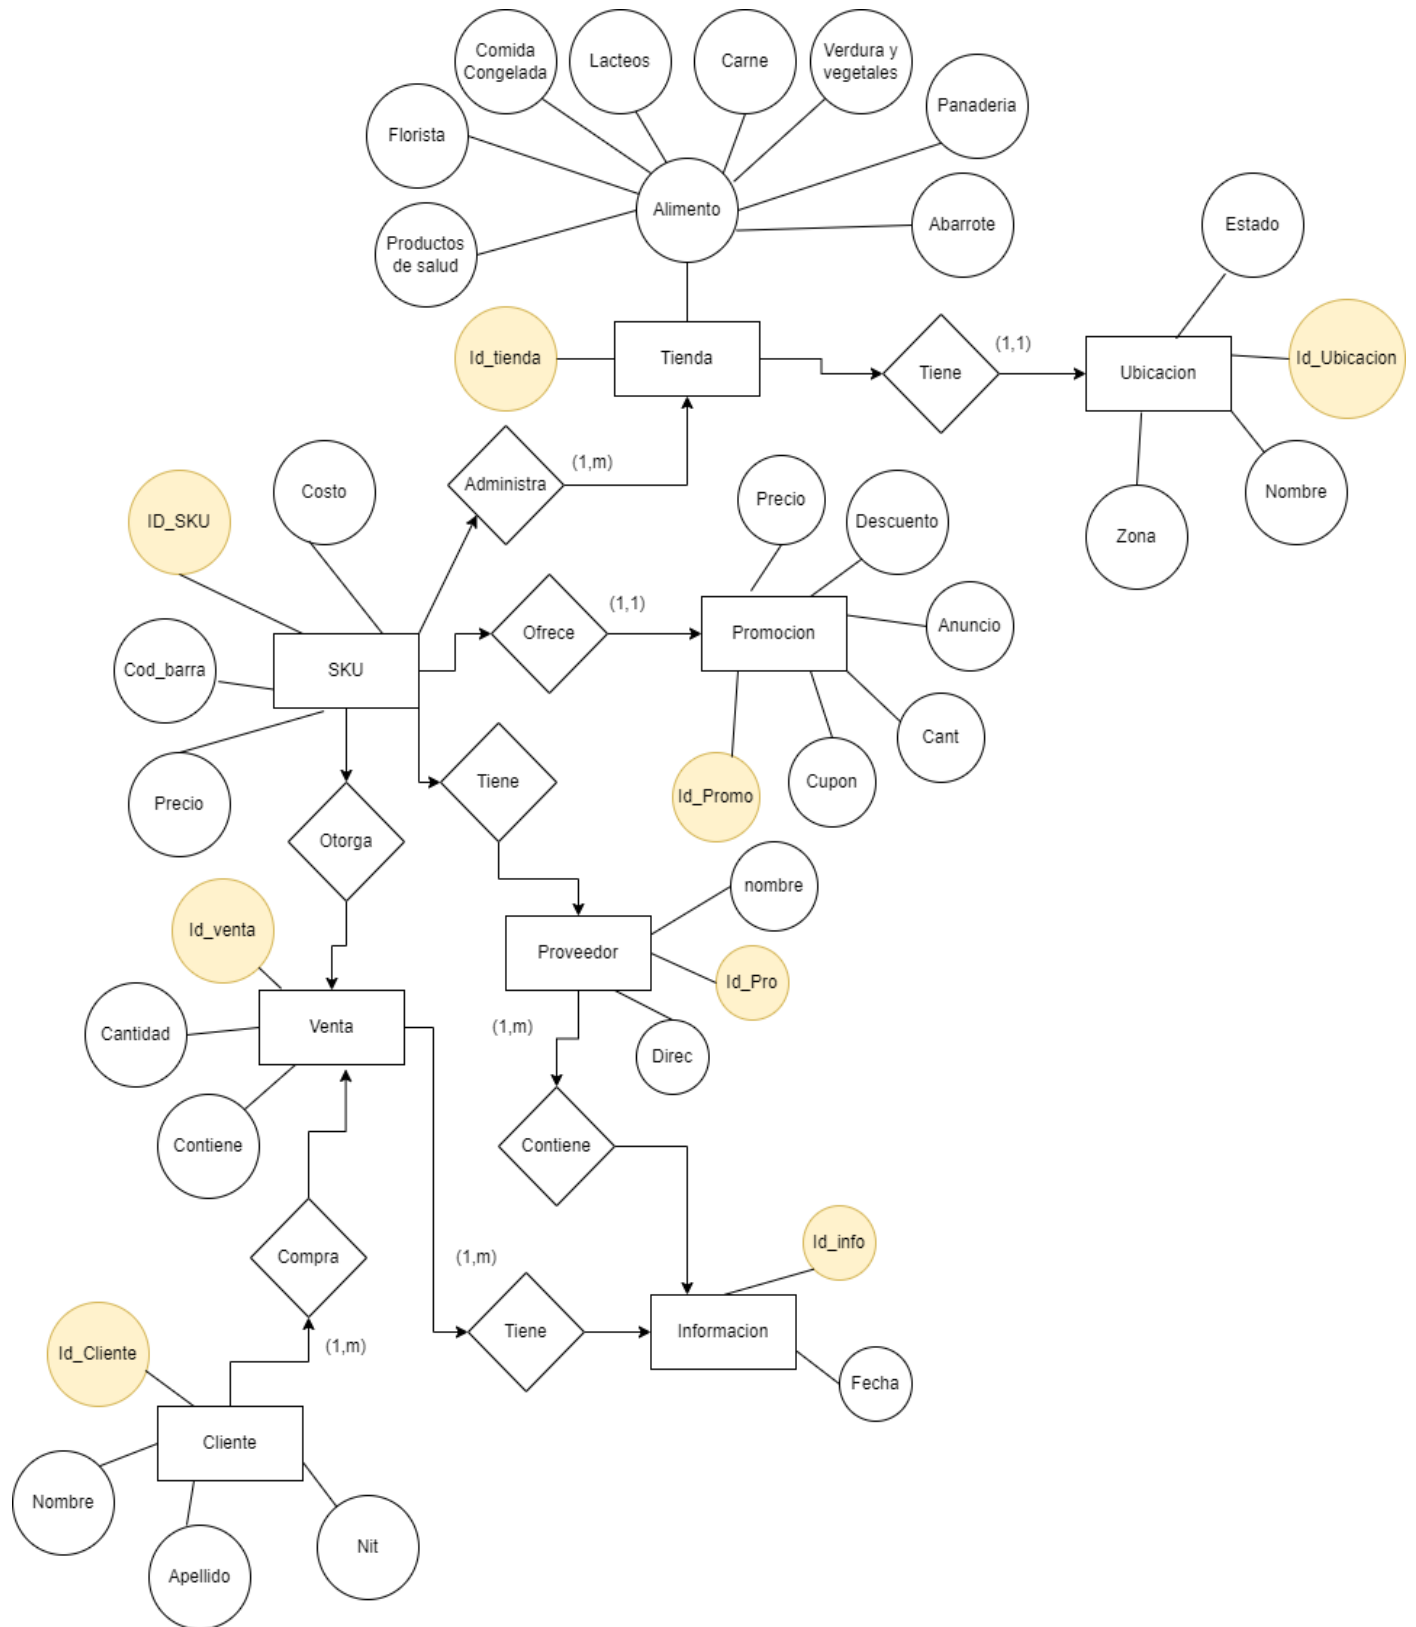 Comida
Congelada
Lacteos
Carne
Verdura y
vegetales
Panaderia
Florista
Alimento
Abarrote
Productos
de salud
Estado
Id_tienda
Tienda
Tiene
(1,1)
Ubicacion
Id_Ubicacion
Nombre
Zona
Administra
(1,m)
Costo
ID_SKU
Precio
Descuento
Ofrece
(1,1)
Promocion
Anuncio
Cod_barra
SKU
Cant
Cupon
Id_Promo
Tiene
Precio
Otorga
nombre
Id_venta
Proveedor
Id_Pro
Cantidad
Venta
(1,m)
Direc
Contiene
Contiene
Compra
(1,m)
Id_info
Id_Cliente
(1,m)
Tiene
Informacion
Fecha
Cliente
Nombre
Apellido
Nit